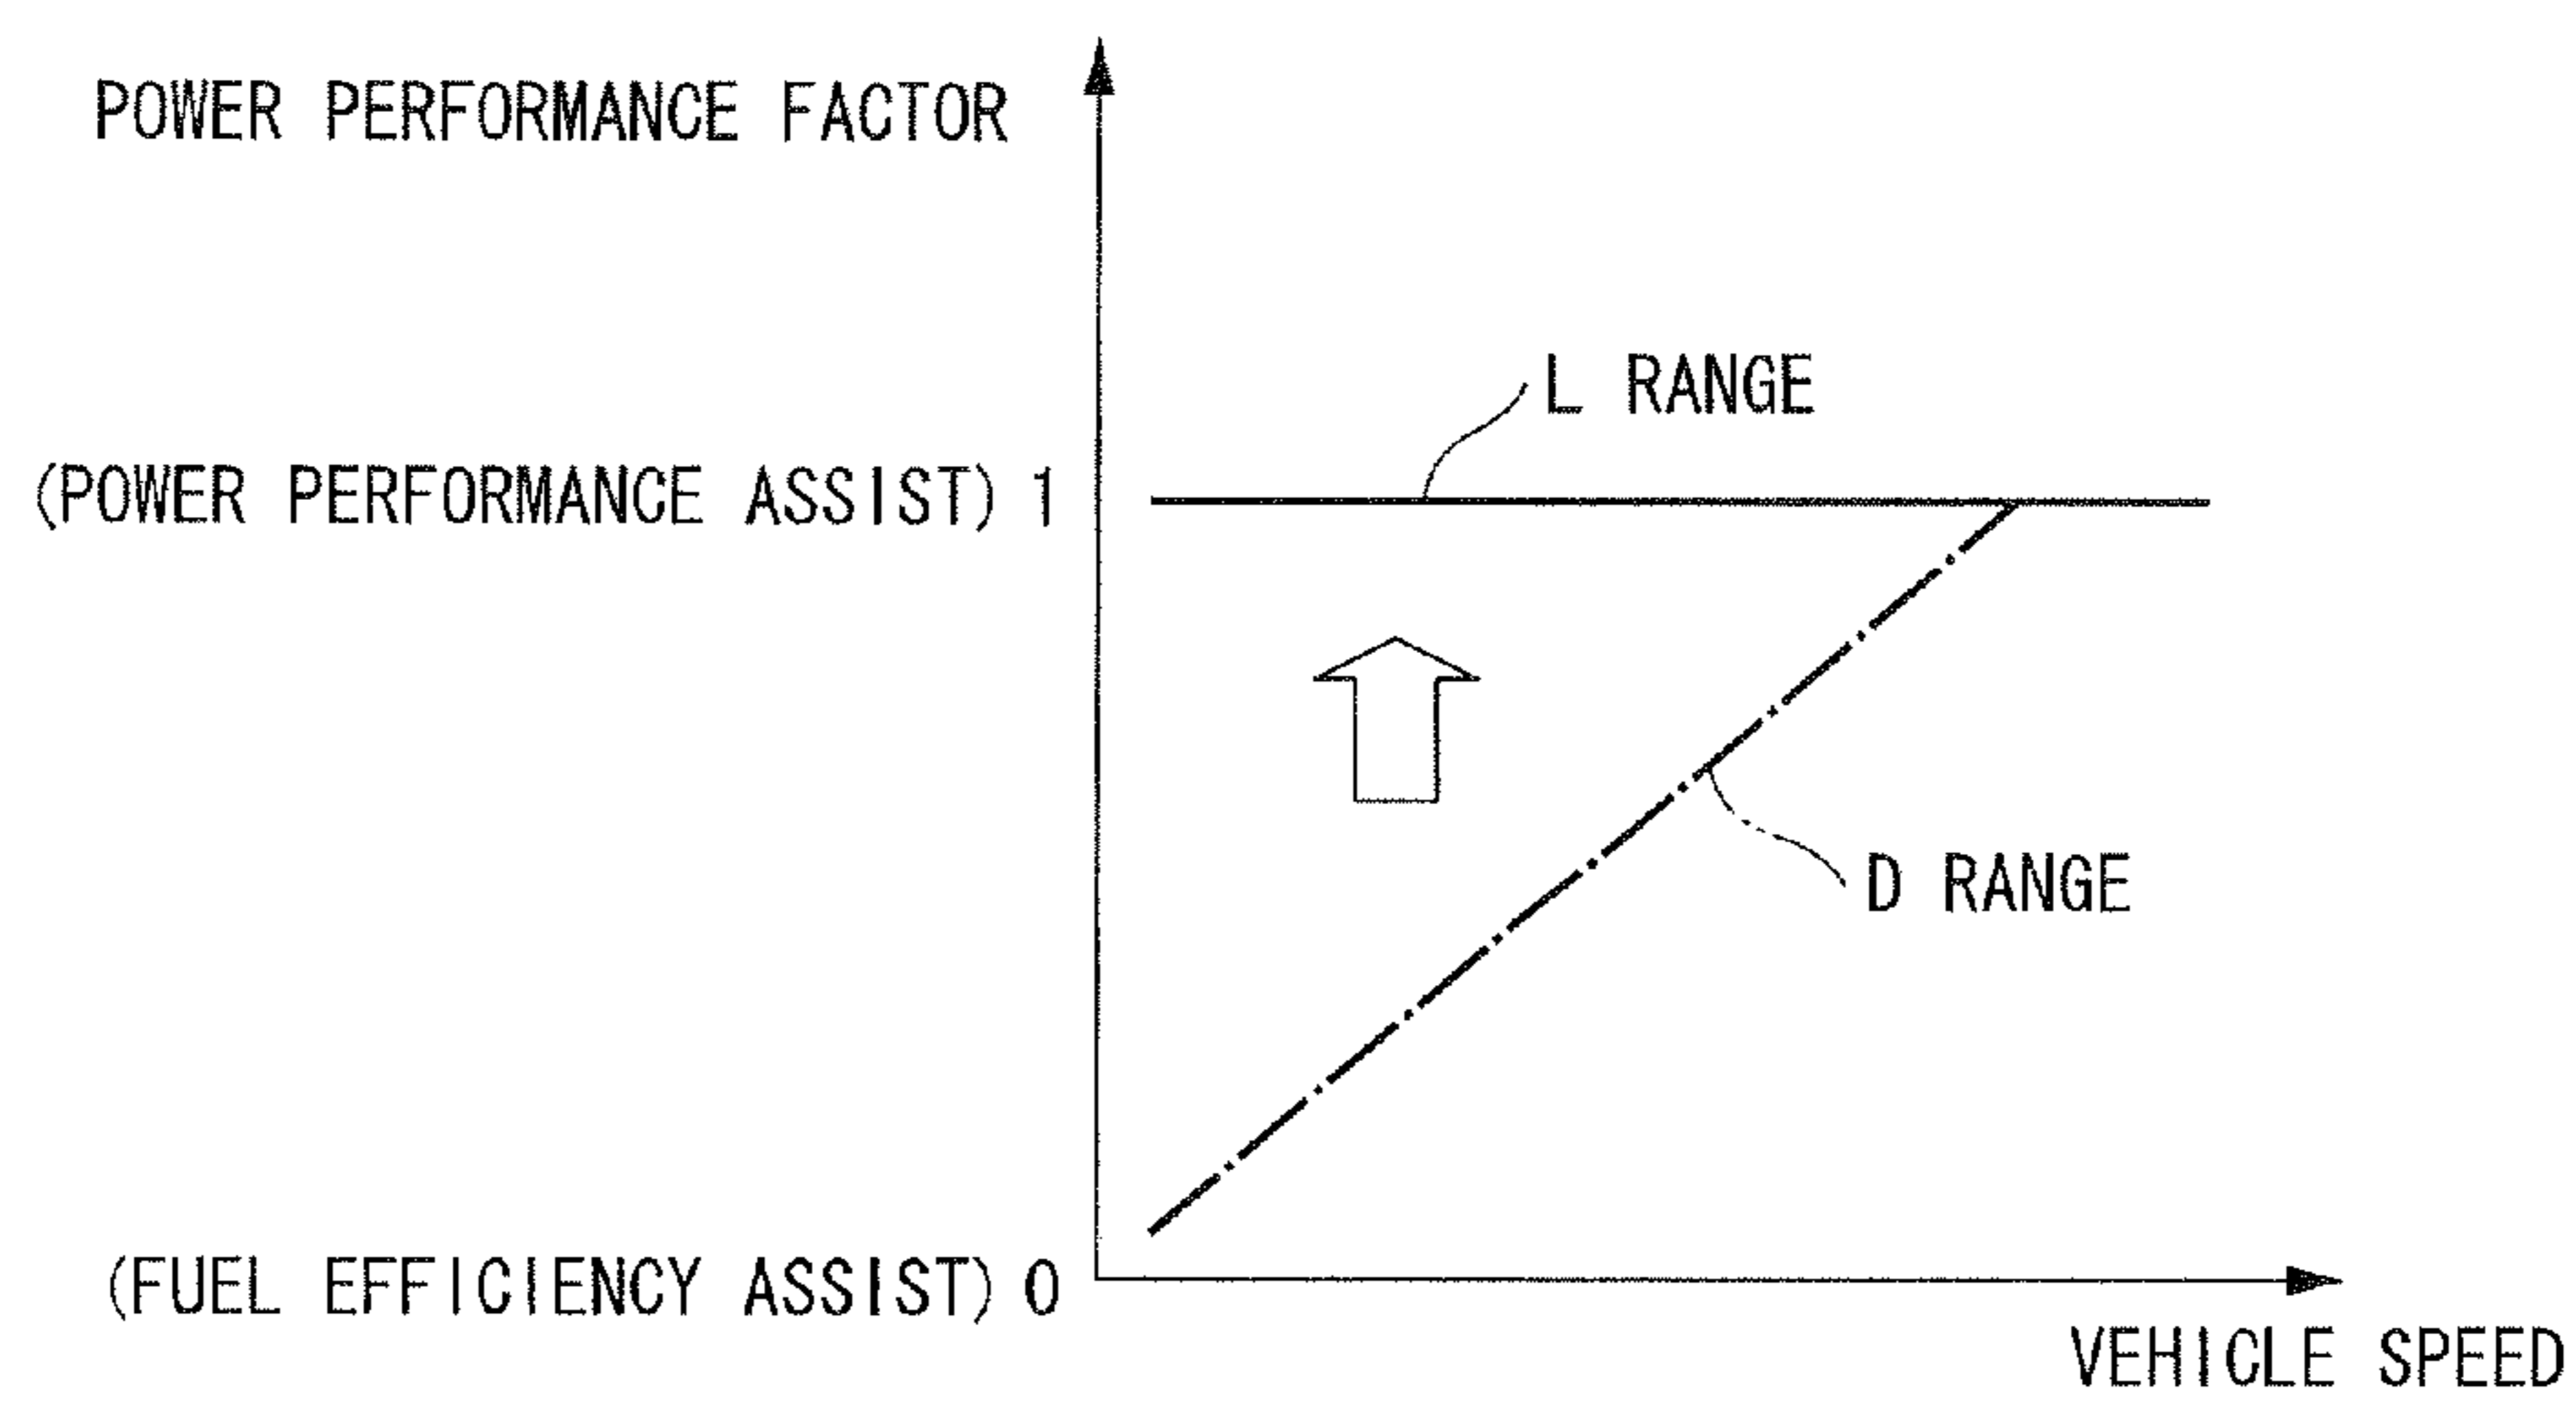 POWER PERFORMANCE FACTOR
L RANGE
(POWER PERFORMANCE ASSIST) 1
D RANGE
(FUEL EFFICIENCY ASSIST) 0
VEHICLE SPEED